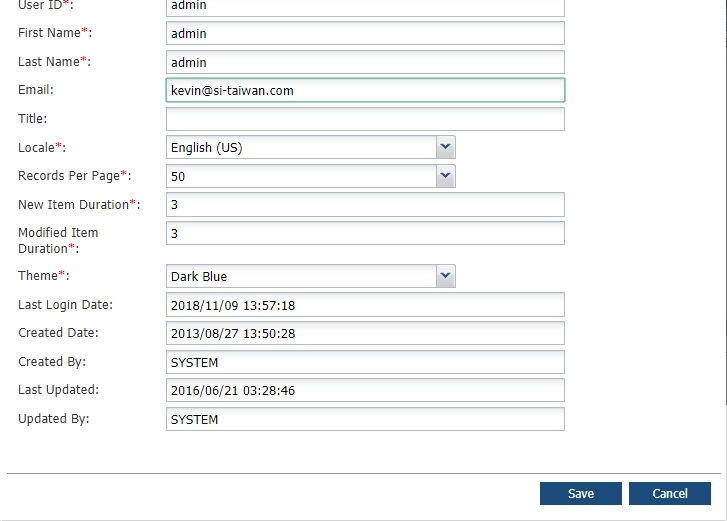 User ID*: admin
First Name*: admin
Last Name*: admin
Email: kevin@si-taiwan.com
Title:
Locale*: English (US)
Records Per Page*: 50
New Item Duration*: 3
Modified Item
Duration*: 3
Theme*: Dark Blue
Last Login Date: 2018/11/09 13:57:18
Created Date: 2013/08/27 13:50:28
Created By: SYSTEM
Last Updated: 2016/06/21 03:28:46
Updated By: SYSTEM
Save Cancel